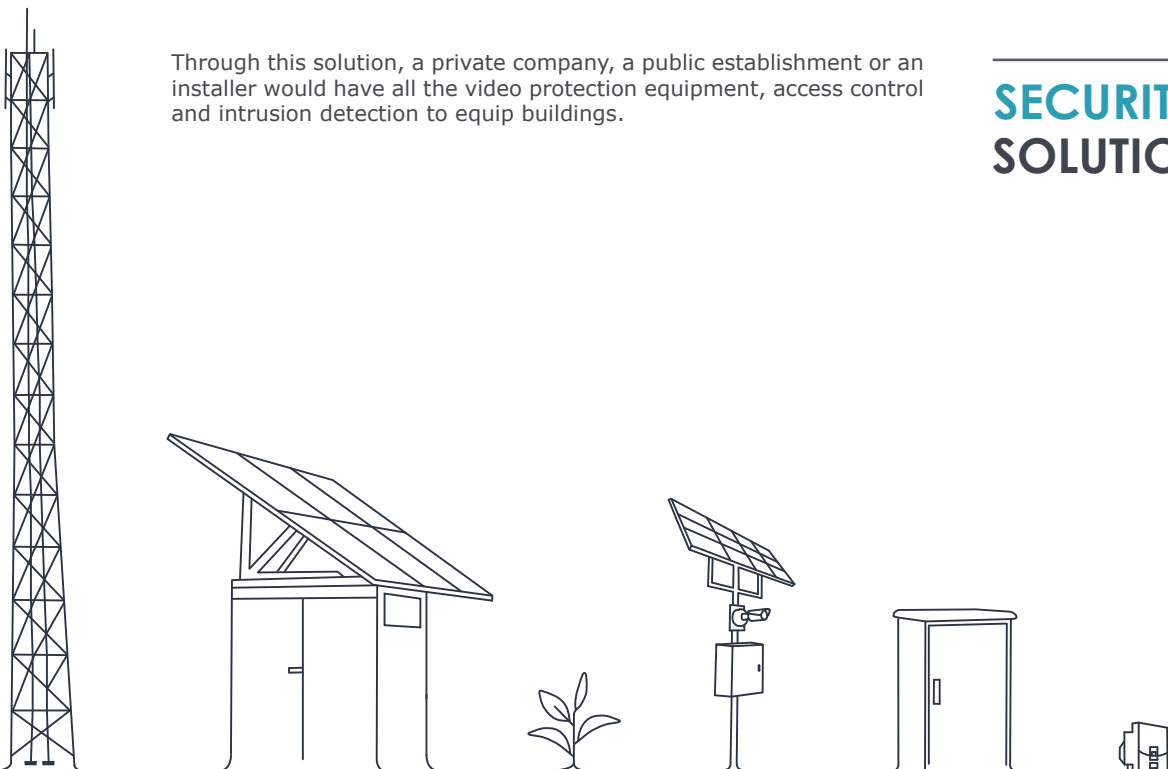 Through this solution, a private company, a public establishment or an
installer would have all the video protection equipment, access control
and intrusion detection to equip buildings.
SECURIT
SOLUTIO